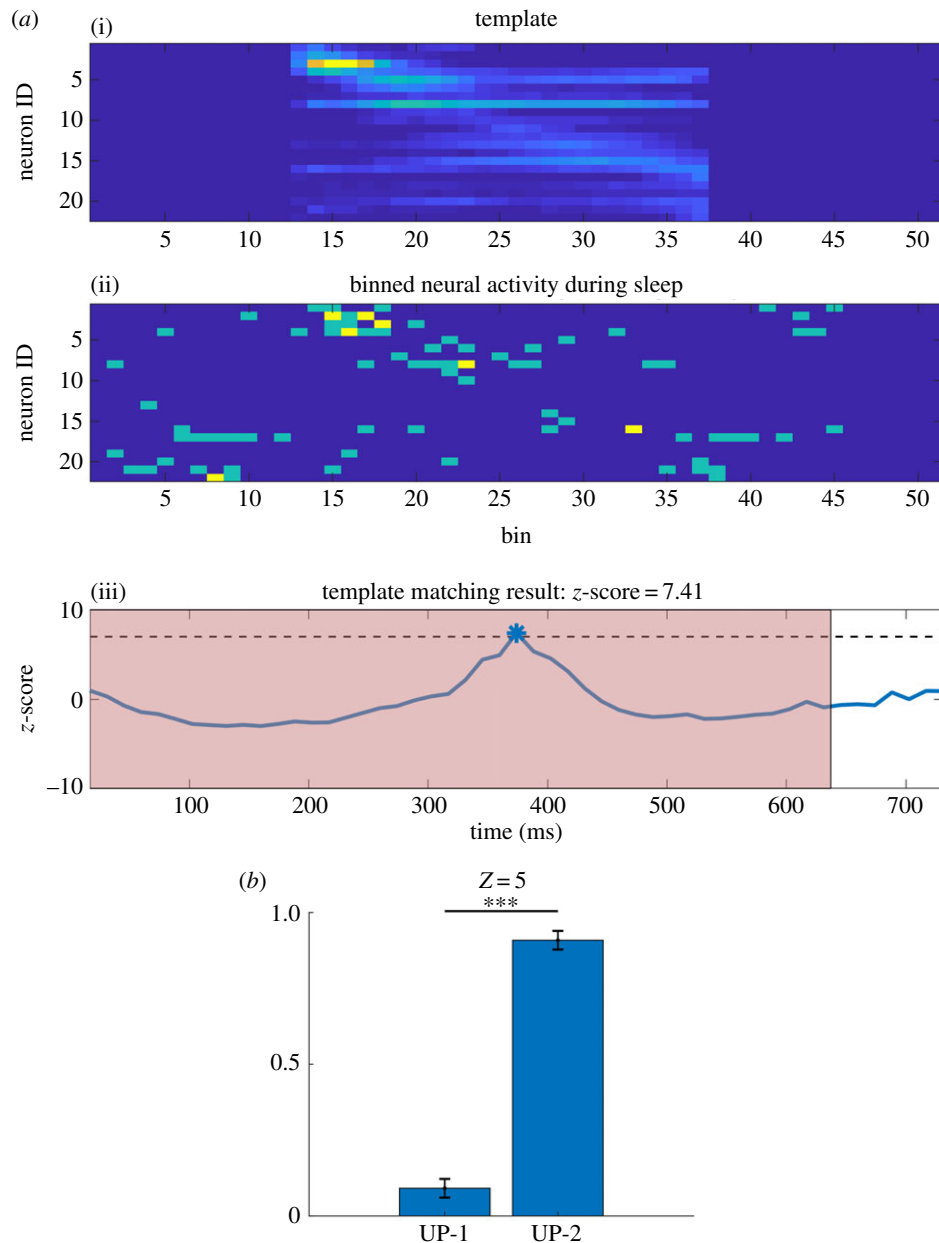 (a)
(i)
template
neuron ID
5
10
15
20
5 10 15 20 25 30 35 40 45 50
(ii)
binned neural activity during sleep
neuron ID
5
10
15
20
5 10 15 20 25 30 35 40 45 50
bin
(iii)
template matching result: z-score = 7.41
z-score
10
0
–10
100 200 300 400 500 600 700
time (ms)
(b)
Z = 5
***
1.0
0.5
0
UP-1 UP-2